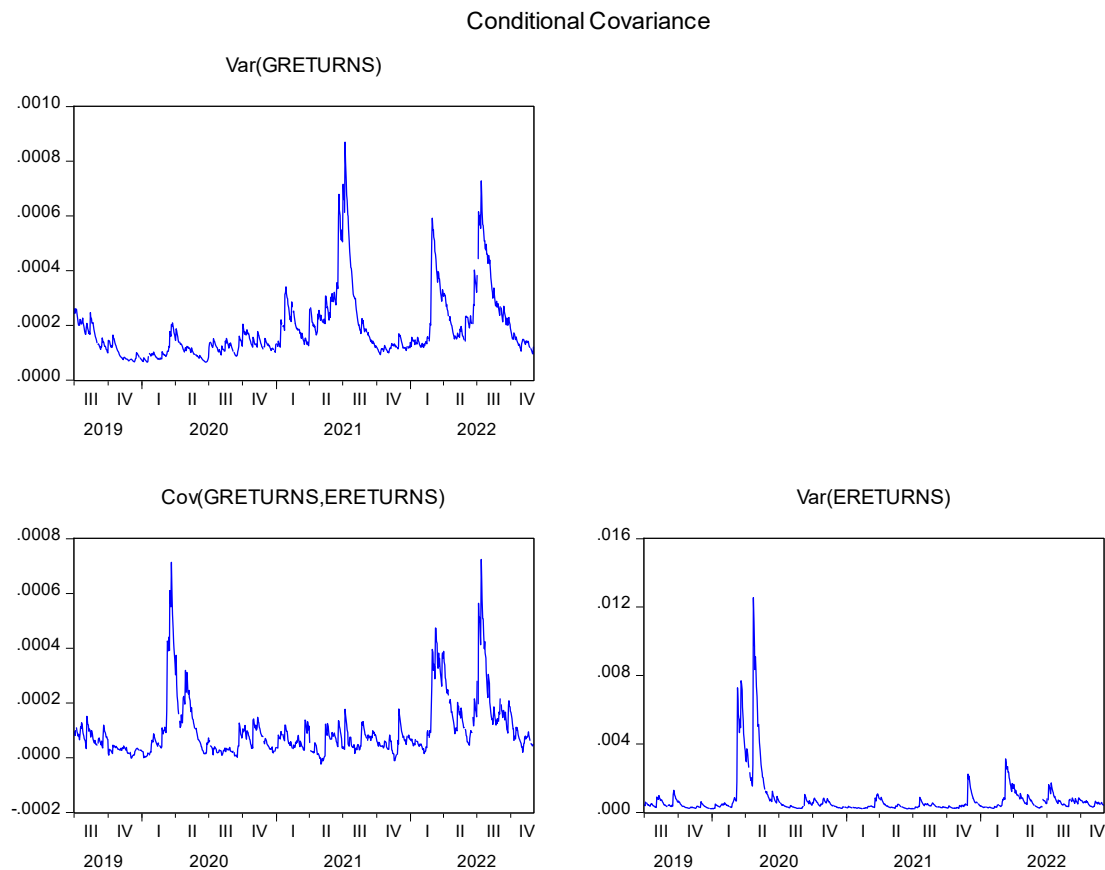 Conditional Covariance
Var(GRETURNS)
.0010
.0008
.0006
.0004
.0002
.0000
III IV I II III IV I II III IV I II III IV
2019 2020 2021 2022
Cov(GRETURNS,ERETURNS)
.0008
.0006
.0004
.0002
.0000
-.0002
III IV I II III IV I II III IV I II III IV
2019 2020 2021 2022
Var(ERETURNS)
.016
.012
.008
.004
.000
III IV I II III IV I II III IV I II III IV
2019 2020 2021 2022